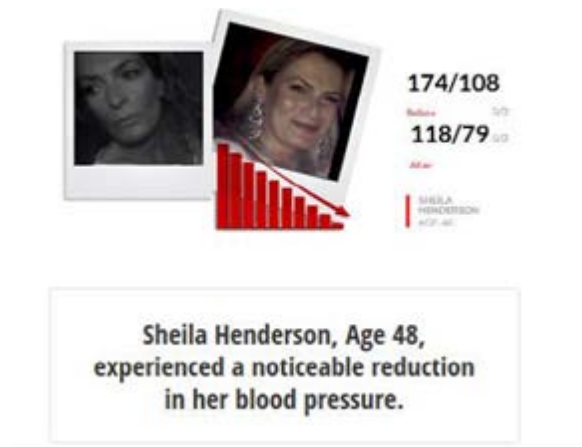 174/108
Before
118/79
After
SHEILA
HENDERSON
Sheila Henderson, Age 48,
experienced a noticeable reduction
in her blood pressure.